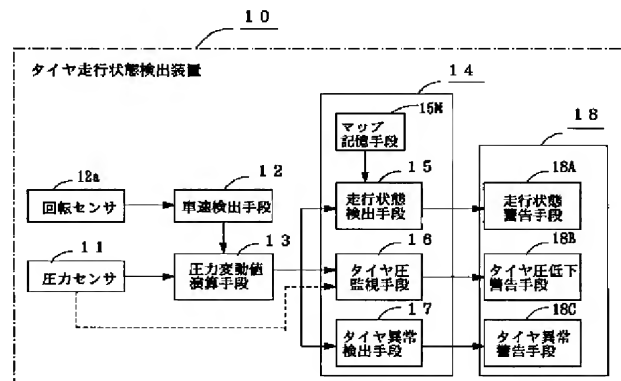 １０
タイヤ走行状態検出装置
１４
15M
マップ
記憶手段
１８
12a
回転センサ
１２
車速検出手段
１５
走行状態
検出手段
18A
走行状態
警告手段
１１
圧力センサ
１３
圧力変動値
演算手段
１６
タイヤ圧
監視手段
18B
タイヤ圧低下
警告手段
１７
タイヤ異常
検出手段
18C
タイヤ異常
警告手段